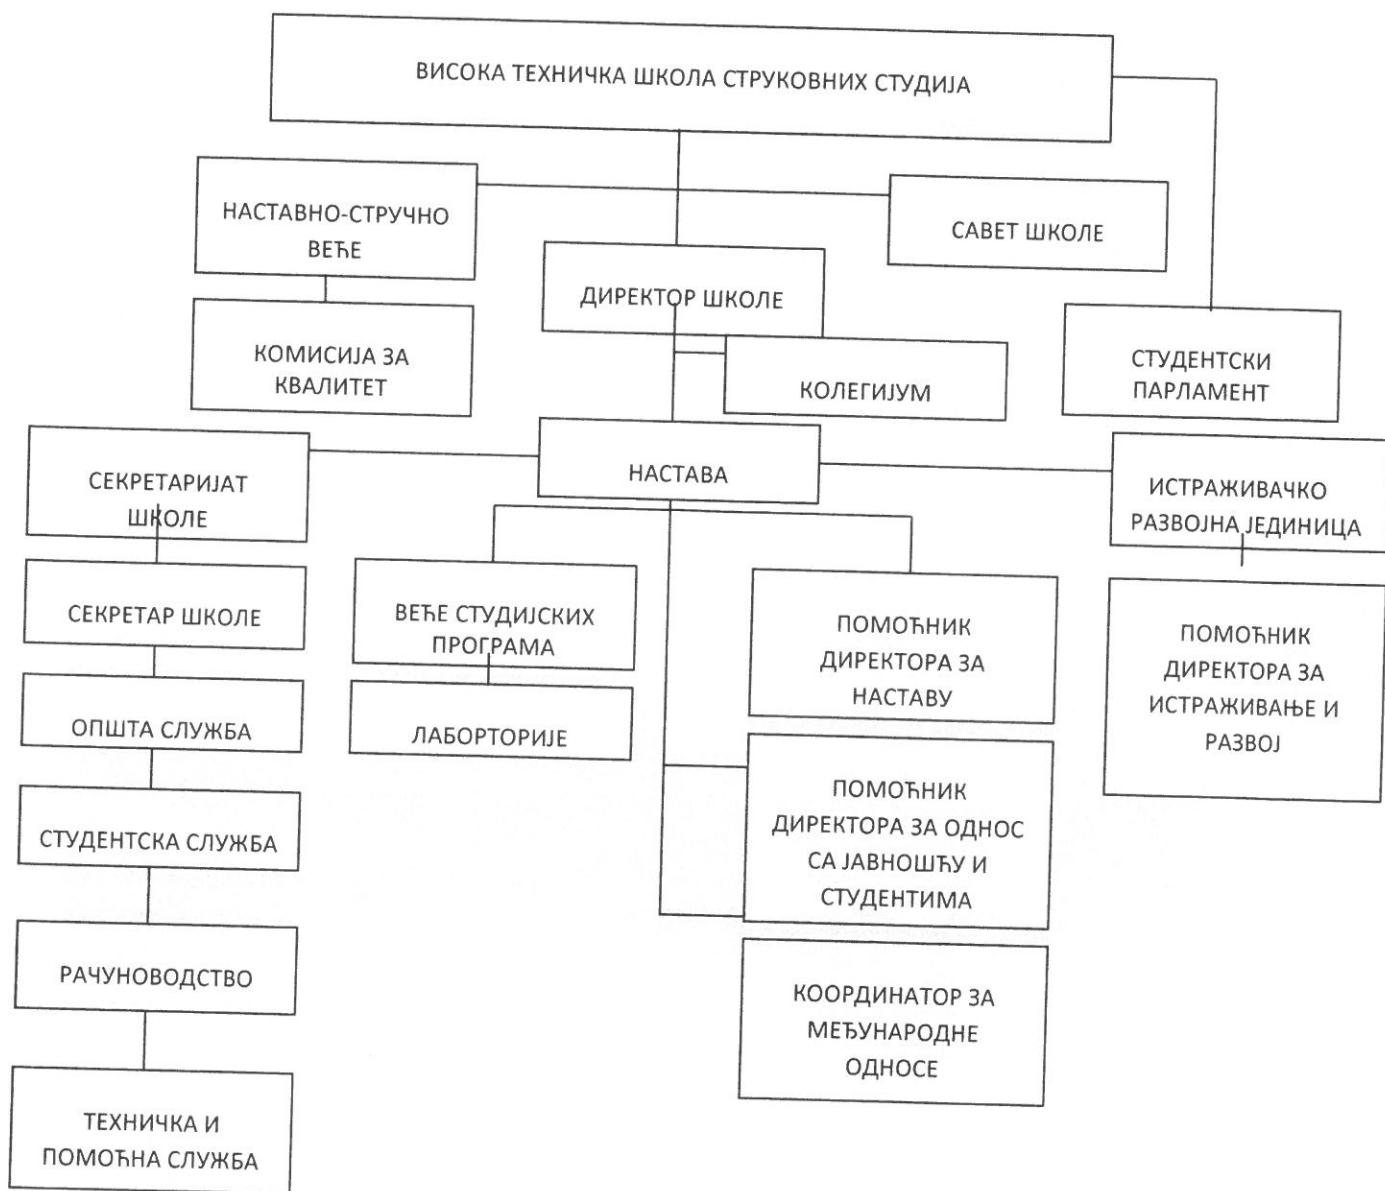 ВИСОКА ТЕХНИЧКА ШКОЛА СТРУКОВНИХ СТУДИЈА
НАСТАВНО-СТРУЧНО
ВЕЋЕ
САВЕТ ШКОЛЕ
ДИРЕКТОР ШКОЛЕ
КОМИСИЈА ЗА
КВАЛИТЕТ
КОЛЕГИЈУМ
СТУДЕНТСКИ
ПАРЛАМЕНТ
СЕКРЕТАРИЈАТ
ШКОЛЕ
НАСТАВА
ИСТРАЖИВАЧКО
РАЗВОЈНА ЈЕДИНИЦА
СЕКРЕТАР ШКОЛЕ
ВЕЋЕ СТУДИЈСКИХ
ПРОГРАМА
ПОМОЋНИК
ДИРЕКТОРА ЗА
НАСТАВУ
ПОМОЋНИК
ДИРЕКТОРА ЗА
ИСТРАЖИВАЊЕ И
РАЗВОЈ
ОПШТА СЛУЖБА
ЛАБОРТОРИЈЕ
СТУДЕНТСКА СЛУЖБА
ПОМОЋНИК
ДИРЕКТОРА ЗА ОДНОС
СА ЈАВНОШЋУ И
СТУДЕНТИМА
РАЧУНОВОДСТВО
КООРДИНАТОР ЗА
МЕЂУНАРОДНЕ
ОДНОСЕ
ТЕХНИЧКА И
ПОМОЋНА СЛУЖБА